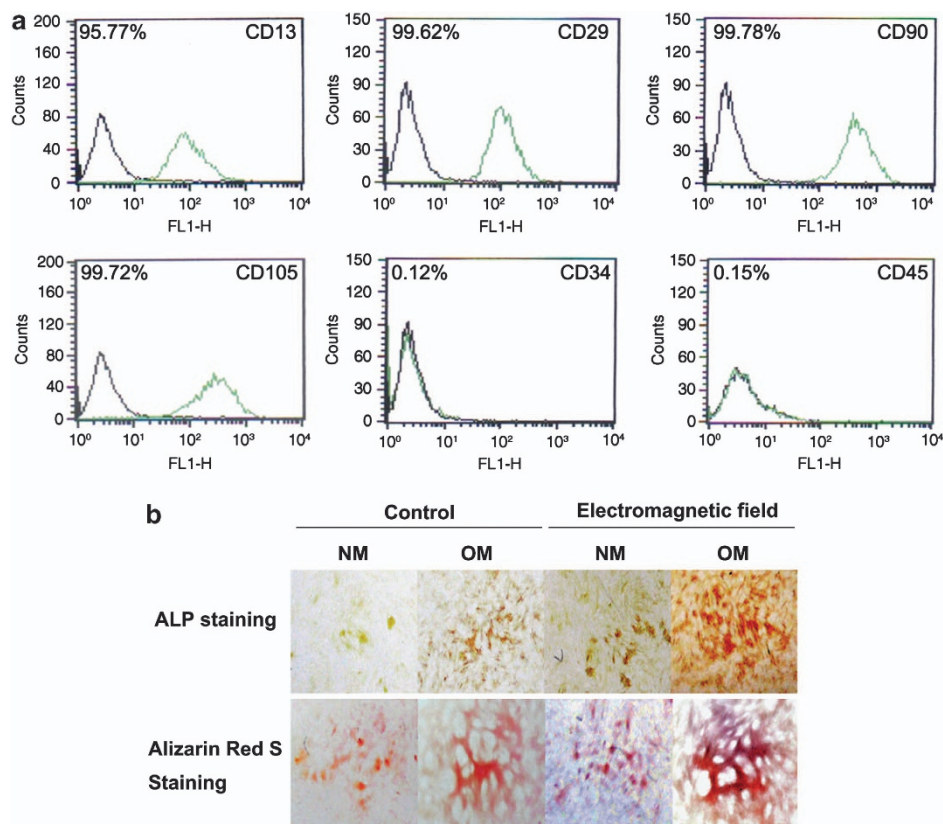 a
95.77% CD13
200
160
120
80
40
0
Counts
10⁰ 10¹ 10² 10³ 10⁴
FL1-H
99.62% CD29
150
120
90
60
30
0
Counts
10⁰ 10¹ 10² 10³ 10⁴
FL1-H
99.78% CD90
150
120
90
60
30
0
Counts
10⁰ 10¹ 10² 10³ 10⁴
FL1-H
99.72% CD105
200
160
120
80
40
0
Counts
10⁰ 10¹ 10² 10³ 10⁴
FL1-H
0.12% CD34
150
120
90
60
30
0
Counts
10⁰ 10¹ 10² 10³ 10⁴
FL1-H
0.15% CD45
150
120
90
60
30
0
Counts
10⁰ 10¹ 10² 10³ 10⁴
FL1-H
b
Control Electromagnetic field
NM OM NM OM
ALP staining
Alizarin Red S
Staining